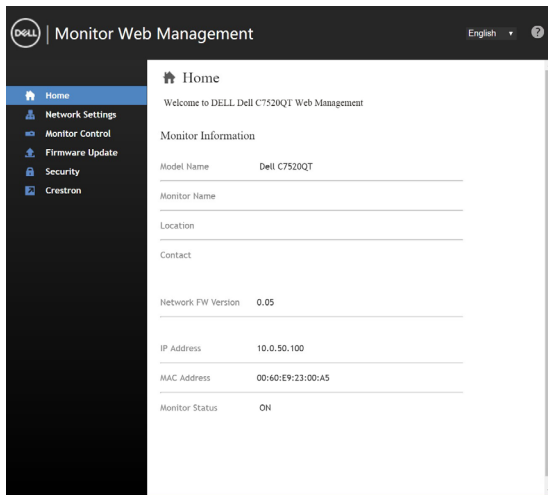 DELL | Monitor Web Management
English ▼ ?
Home
Network Settings
Monitor Control
Firmware Update
Security
Crestron
Home
Welcome to DELL Dell C7520QT Web Management
Monitor Information
Model Name Dell C7520QT
Monitor Name
Location
Contact
Network FW Version 0.05
IP Address 10.0.50.100
MAC Address 00:60:E9:23:00:A5
Monitor Status ON